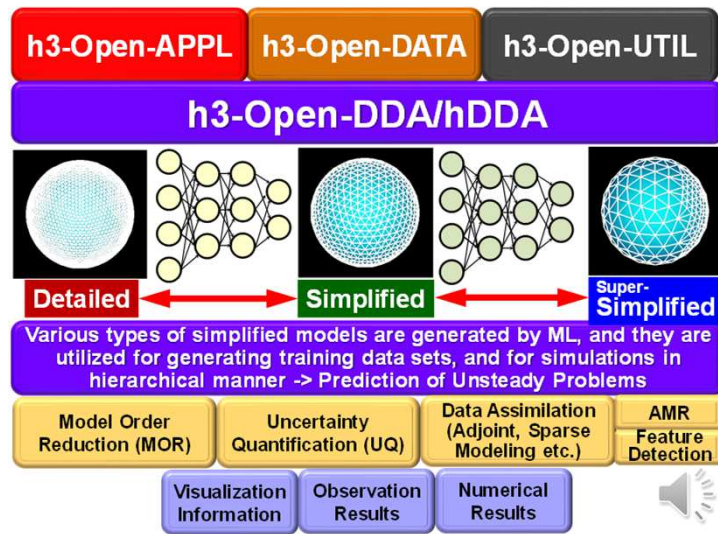 h3-Open-APPL
h3-Open-DATA
h3-Open-UTIL
h3-Open-DDA/hDDA
Detailed
Simplified
Super-
Simplified
Various types of simplified models are generated by ML, and they are
utilized for generating training data sets, and for simulations in
hierarchical manner -> Prediction of Unsteady Problems
Model Order
Reduction (MOR)
Uncertainty
Quantification (UQ)
Data Assimilation
(Adjoint, Sparse
Modeling etc.)
AMR
Feature
Detection
Visualization
Information
Observation
Results
Numerical
Results